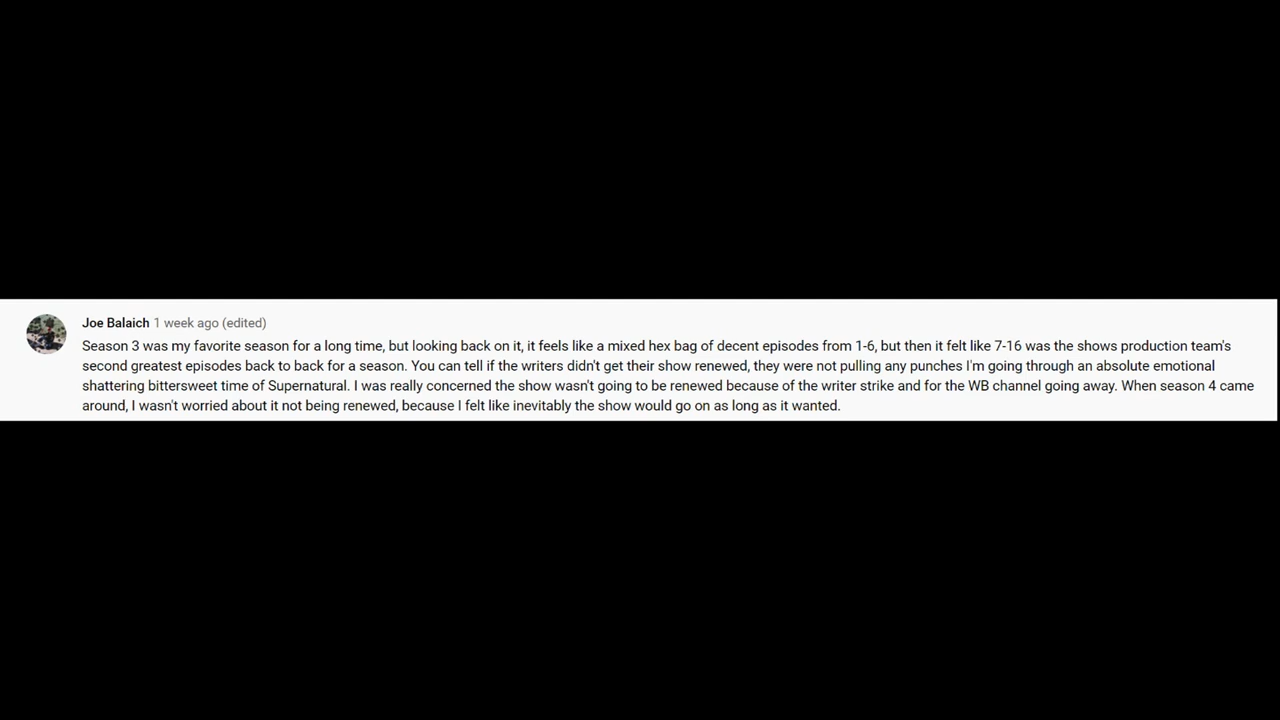 Joe Balaich 1 week ago (edited)
Season 3 was my favorite season for a long time, but looking back on it, it feels like a mixed hex bag of decent episodes from 1-6, but then it felt like 7-16 was the shows production team's
second greatest episodes back to back for a season. You can tell if the writers didn't get their show renewed, they were not pulling any punches I'm going through an absolute emotional
shattering bittersweet time of Supernatural. I was really concerned the show wasn't going to be renewed because of the writer strike and for the WB channel going away. When season 4 came
around, I wasn't worried about it not being renewed, because I felt like inevitably the show would go on as long as it wanted.